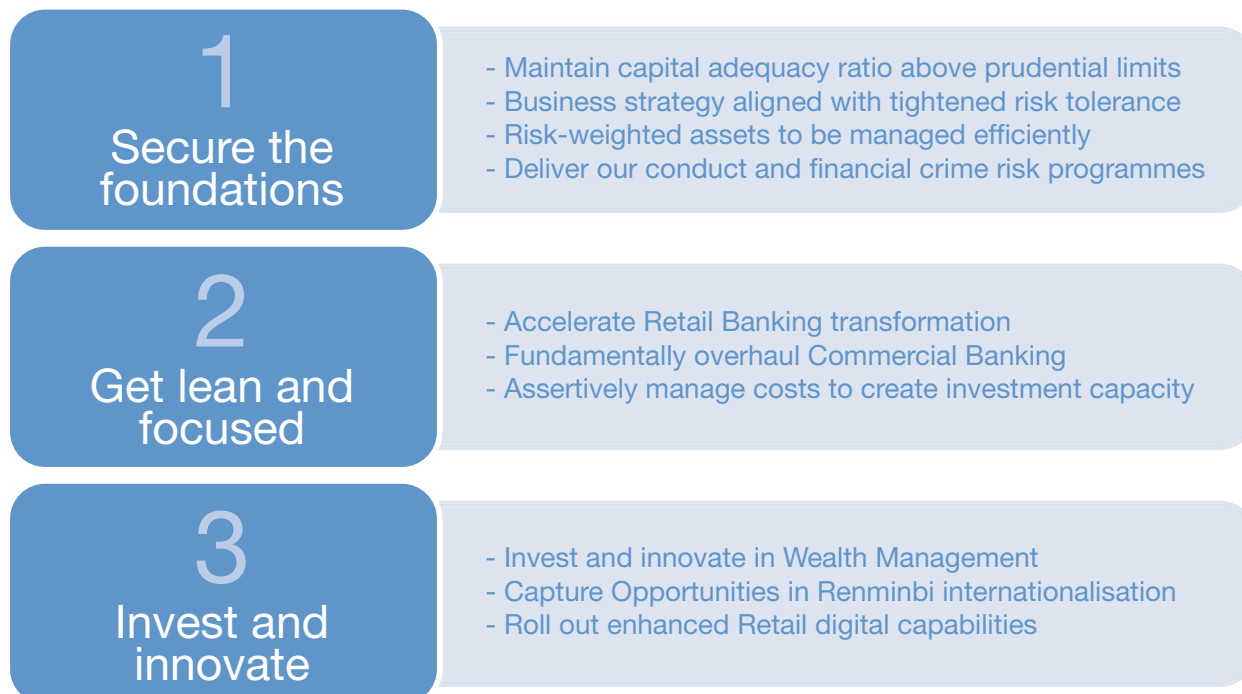 1
Secure the
foundations
- Maintain capital adequacy ratio above prudential limits
- Business strategy aligned with tightened risk tolerance
- Risk-weighted assets to be managed efficiently
- Deliver our conduct and financial crime risk programmes
2
Get lean and
focused
- Accelerate Retail Banking transformation
- Fundamentally overhaul Commercial Banking
- Assertively manage costs to create investment capacity
3
Invest and
innovate
- Invest and innovate in Wealth Management
- Capture Opportunities in Renminbi internationalisation
- Roll out enhanced Retail digital capabilities